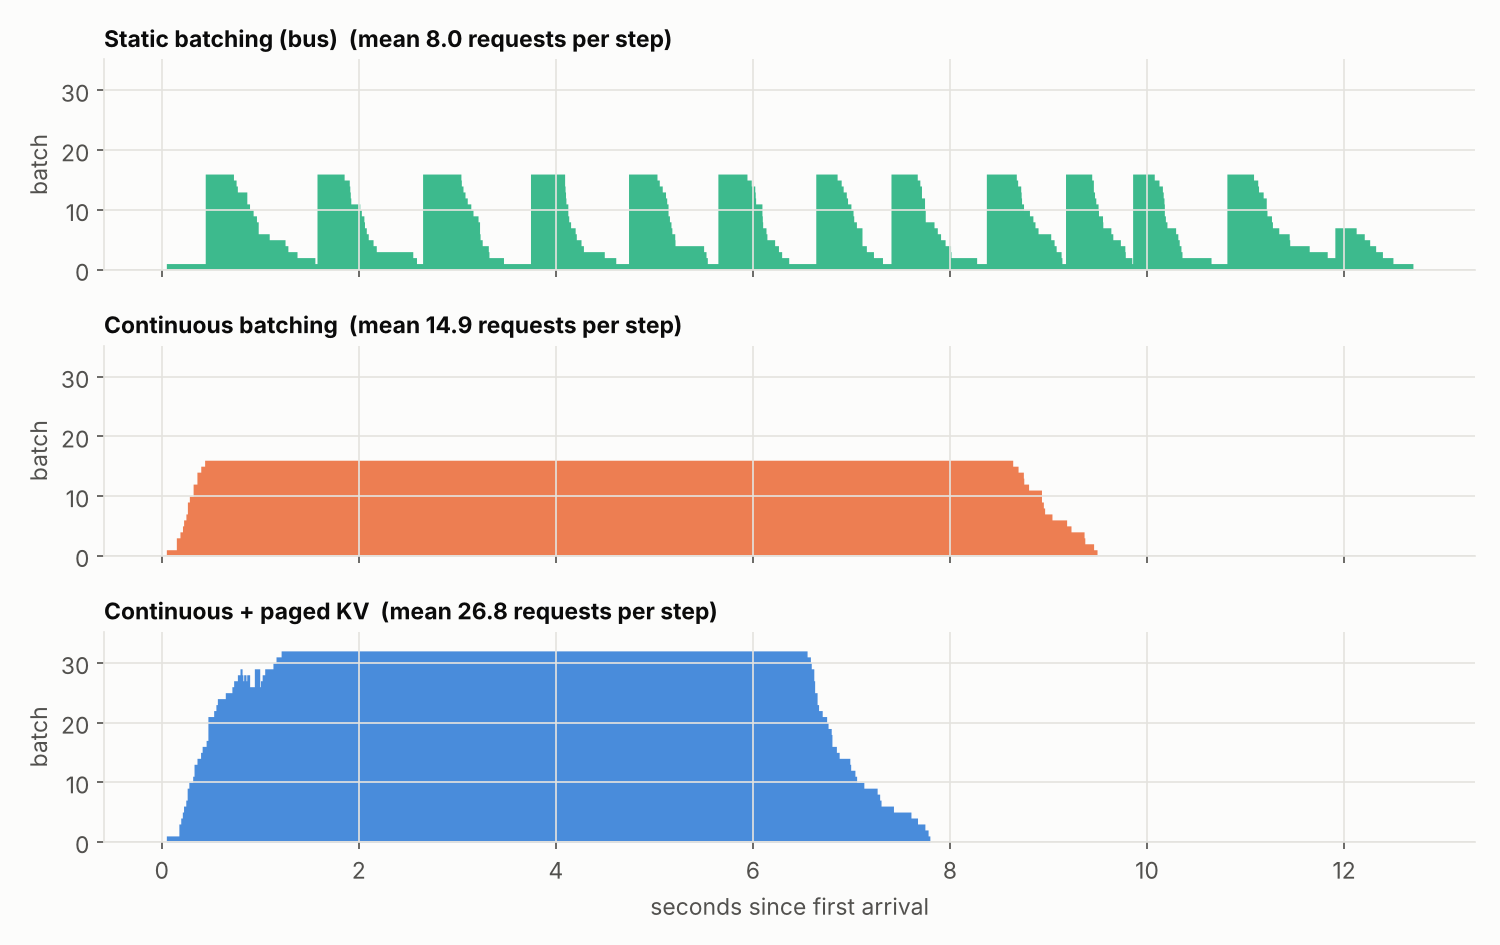 Static batching (bus) (mean 8.0 requests per step)
30
20
10
0
batch
Continuous batching (mean 14.9 requests per step)
30
20
10
0
batch
Continuous + paged KV (mean 26.8 requests per step)
30
20
10
0
batch
0 2 4 6 8 10 12
seconds since first arrival